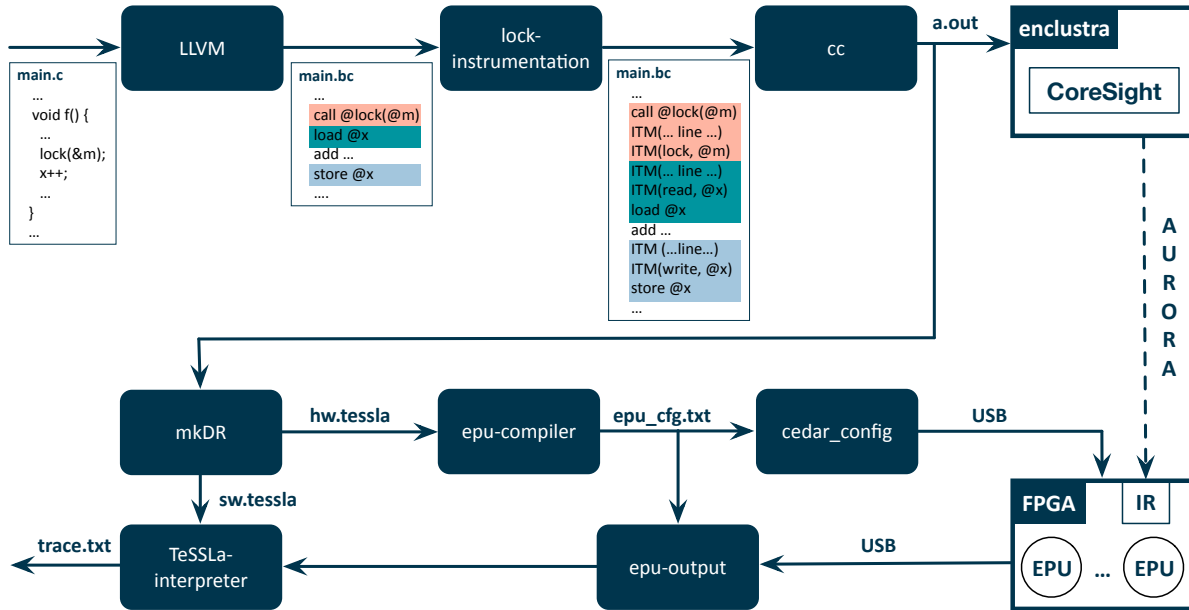 LLVM
lock-
instrumentation
cc
a.out
enclustra
CoreSight
main.c
...
void f() {
...
lock(&m);
x++;
...
}
...
main.bc
...
call @lock(@m)
load @x
add ...
store @x
....
main.bc
...
call @lock(@m)
ITM(... line ...)
ITM(lock, @m)
ITM(... line ...)
ITM(read, @x)
load @x
add ...
ITM (...line...)
ITM(write, @x)
store @x
...
AURORA
mkDR
hw.tessla
epu-compiler
epu_cfg.txt
cedar_config
USB
sw.tessla
FPGA
IR
EPU
...
EPU
trace.txt
TeSSLa-
interpreter
epu-output
USB